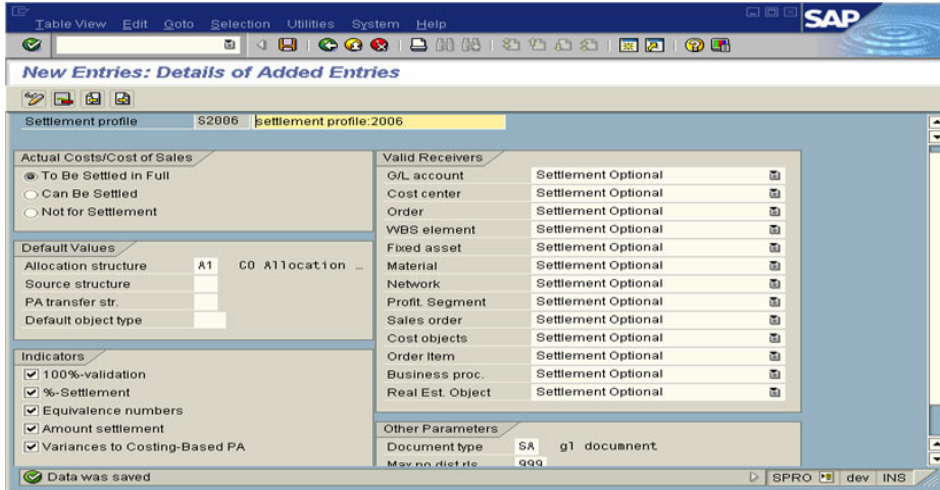 Table View Edit Goto Selection Utilities System Help
SAP
New Entries: Details of Added Entries
Settlement profile S2006 settlement profile:2006
Actual Costs/Cost of Sales
To Be Settled in Full
Can Be Settled
Not for Settlement
Default Values
Allocation structure A1 CO Allocation ...
Source structure
PA transfer str.
Default object type
Indicators
100%-validation
%-Settlement
Equivalence numbers
Amount settlement
Variances to Costing-Based PA
Valid Receivers
G/L account Settlement Optional
Cost center Settlement Optional
Order Settlement Optional
WBS element Settlement Optional
Fixed asset Settlement Optional
Material Settlement Optional
Network Settlement Optional
Profit. Segment Settlement Optional
Sales order Settlement Optional
Cost objects Settlement Optional
Order Item Settlement Optional
Business proc. Settlement Optional
Real Est. Object Settlement Optional
Other Parameters
Document type SA gl documnent
Max.no.dist.rls 999
Data was saved
SPRO dev INS